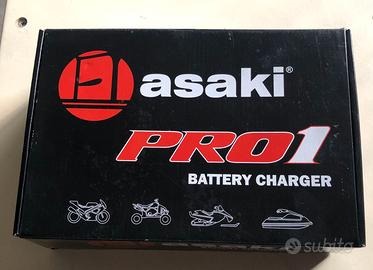 asaki®
PRO1
BATTERY CHARGER
subito